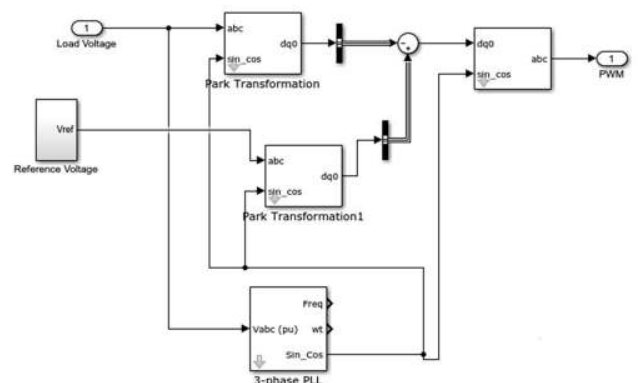 1
Load Voltage
abc
dq0
sin_cos
Park Transformation
-
+
dq0
abc
sin_cos
1
PWM
Vref
Reference Voltage
abc
dq0
sin_cos
Park Transformation1
Freq
Vabc (pu)
wt
Sin_Cos
3-phase PLL